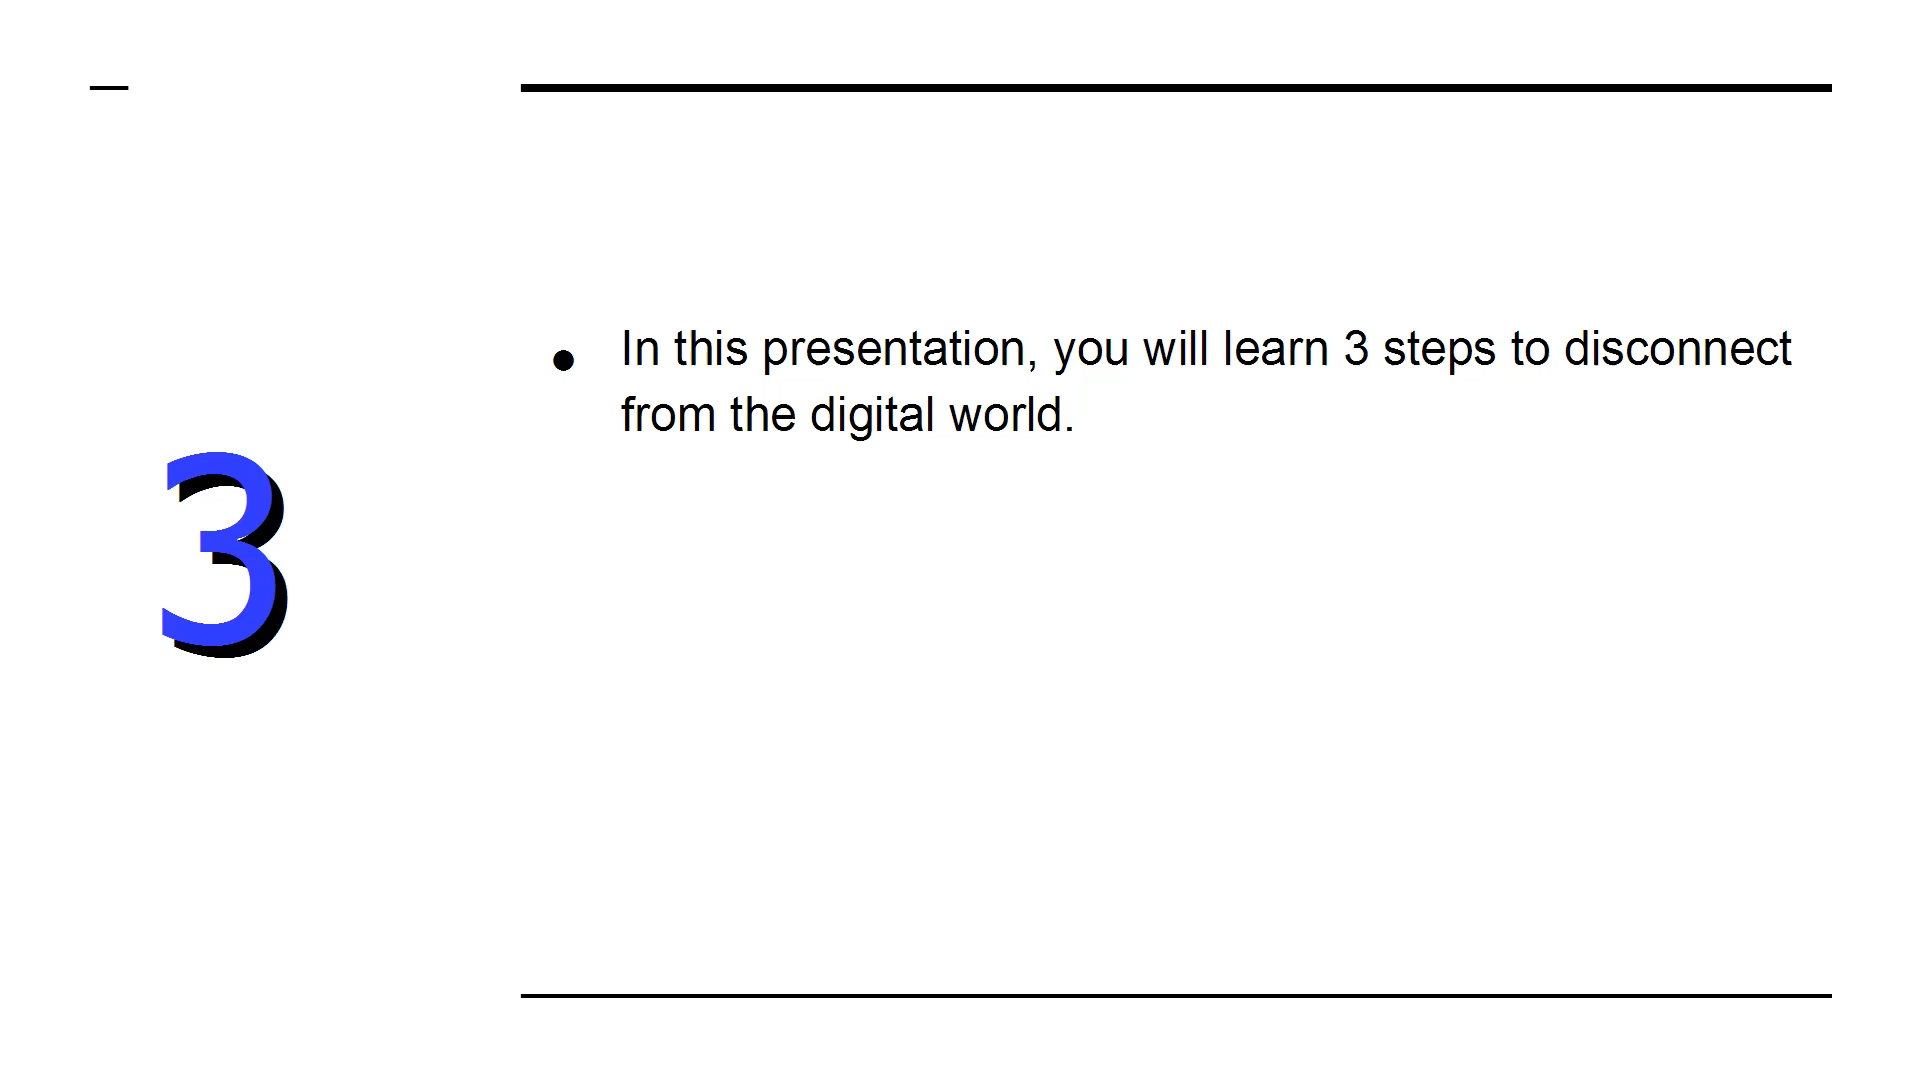 3
● In this presentation, you will learn 3 steps to disconnect
from the digital world.